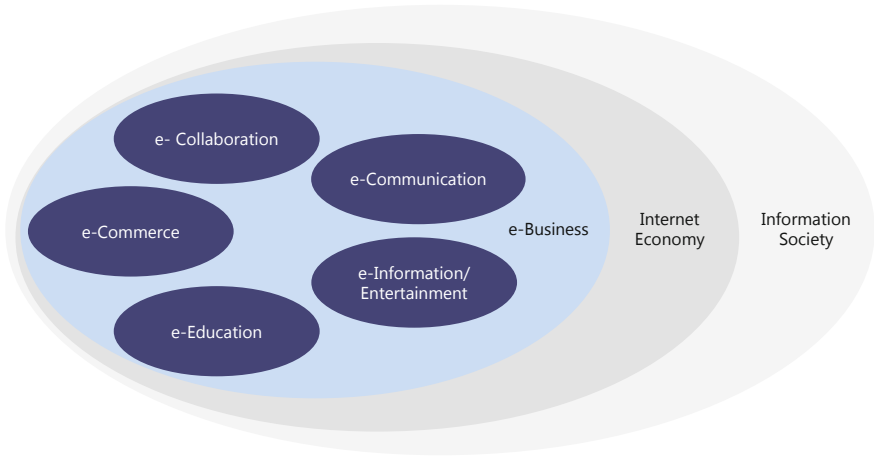 e- Collaboration
e-Communication
e-Commerce
e-Business
Internet
Economy
Information
Society
e-Information/
Entertainment
e-Education